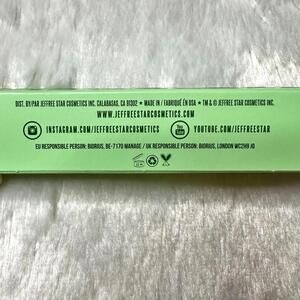 DIST. BY/PAR JEFFREE STAR COSMETICS INC. CALABASAS, CA 91302 ★ MADE IN / FABRIQUÉ EN USA ★ TM & © JEFFREE STAR COSMETICS INC.
WWW.JEFFREESTARCOSMETICS.COM
INSTAGRAM.COM/JEFFREESTARCOSMETICS YOUTUBE.COM/JEFFREESTAR
EU RESPONSIBLE PERSON: BIORIUS, BE-7170 MANAGE / UK RESPONSIBLE PERSON: BIORIUS, LONDON WC2H9 JQ